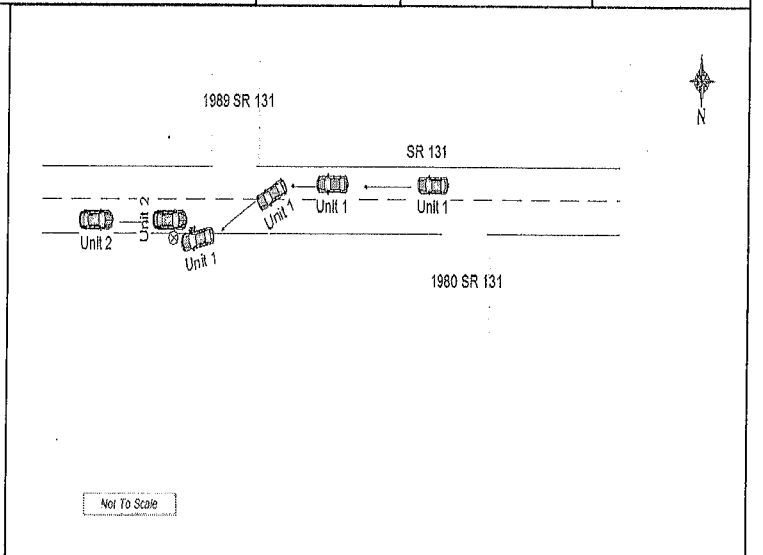 1989 SR 131
N
SR 131
Unit 1
Unit 1
Unit 1
Unit 2
Unit 2
Unit 1
1980 SR 131
Not To Scale